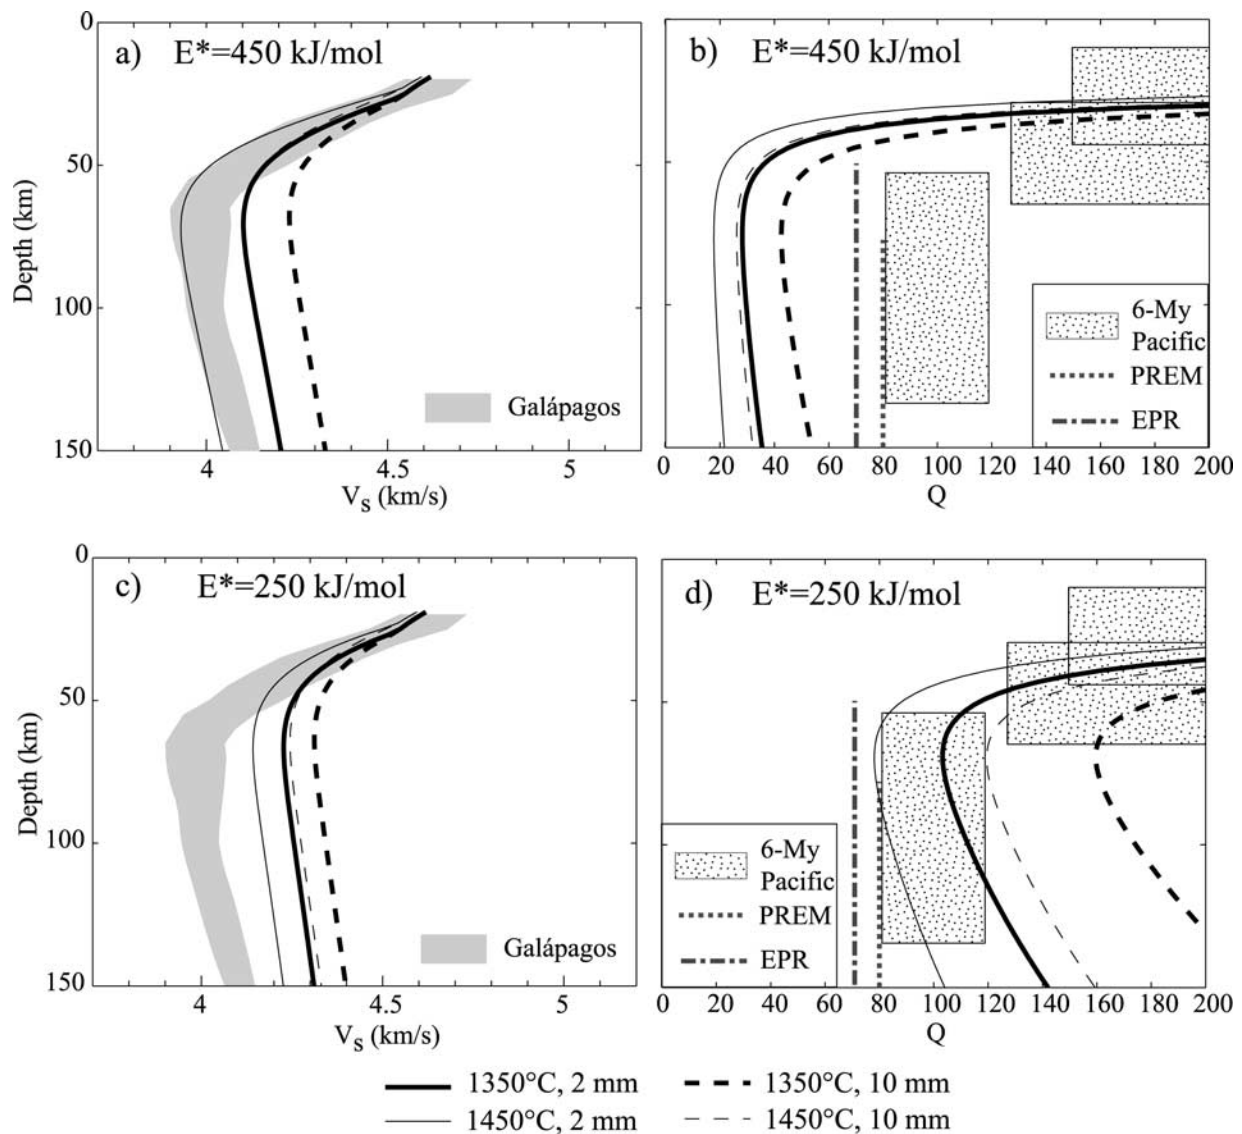 a) E*=450 kJ/mol
0
50
100
150
Depth (km)
4
4.5
5
Vs (km/s)
Galápagos
b) E*=450 kJ/mol
6-My
Pacific
PREM
EPR
0 20 40 60 80 100 120 140 160 180 200
Q
c) E*=250 kJ/mol
0
50
100
150
Depth (km)
4
4.5
5
Vs (km/s)
Galápagos
d) E*=250 kJ/mol
6-My
Pacific
PREM
EPR
0 20 40 60 80 100 120 140 160 180 200
Q
1350°C, 2 mm
1350°C, 10 mm
1450°C, 2 mm
1450°C, 10 mm